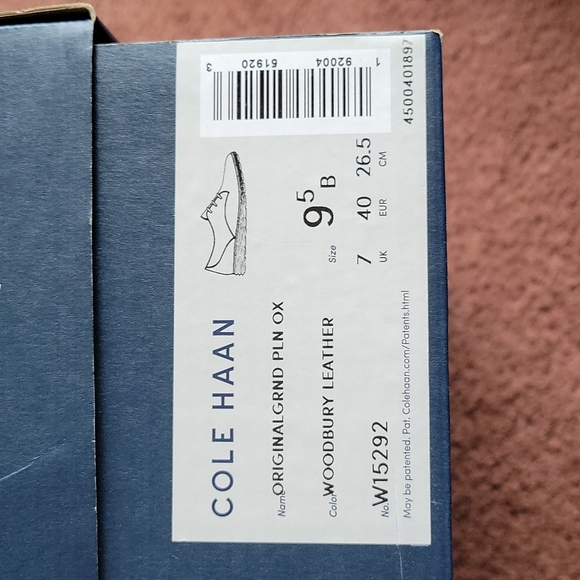 COLE HAAN
Name ORIGINALGRND PLN OX
Color WOODBURY LEATHER
No. W15292
May be patented. Pat. Colehaan.com/Patents.html
Size 9 5 B
7 40 26.5
UK EUR CM
1 92004 51920 3
4500401897